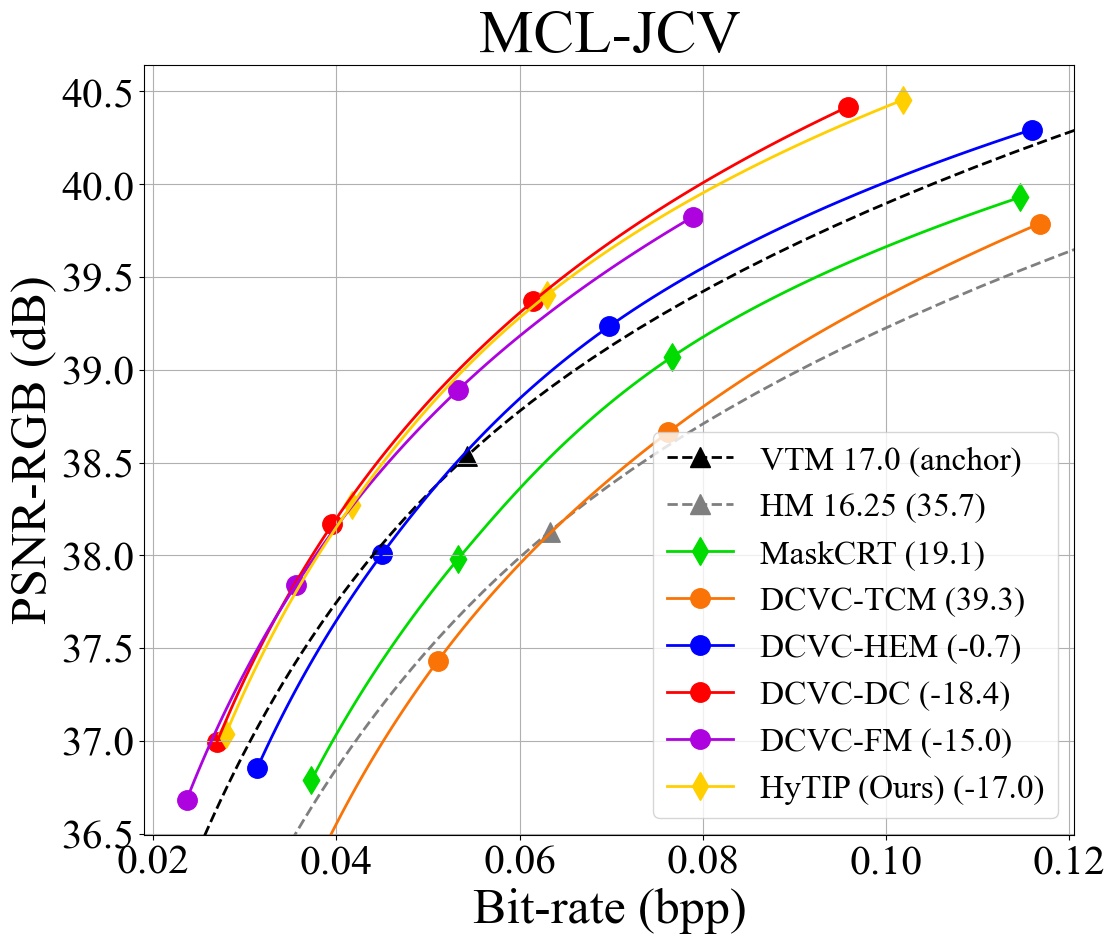 MCL-JCV
PSNR-RGB (dB)
40.5
40.0
39.5
39.0
38.5
38.0
37.5
37.0
36.5
VTM 17.0 (anchor)
HM 16.25 (35.7)
MaskCRT (19.1)
DCVC-TCM (39.3)
DCVC-HEM (-0.7)
DCVC-DC (-18.4)
DCVC-FM (-15.0)
HyTIP (Ours) (-17.0)
0.02 0.04 0.06 0.08 0.10 0.12
Bit-rate (bpp)